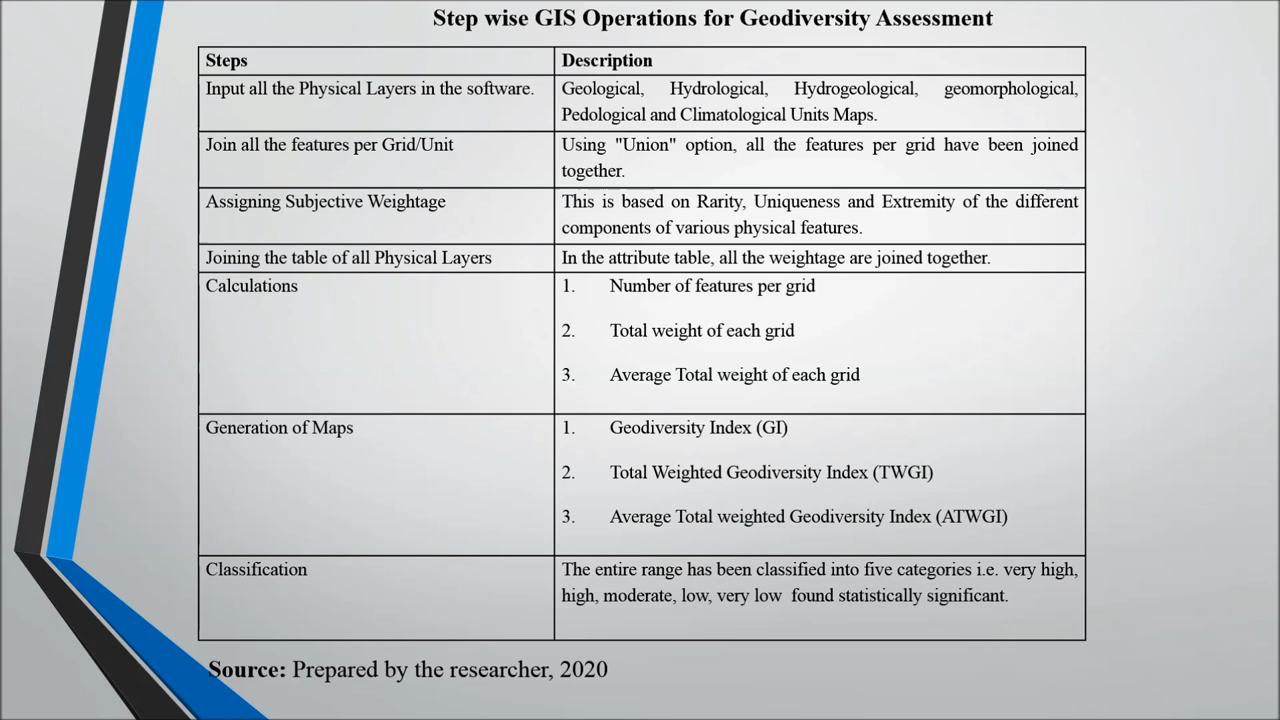 Step wise GIS Operations for Geodiversity Assessment
Steps
Description
Input all the Physical Layers in the software.
Geological, Hydrological, Hydrogeological, geomorphological,
Pedological and Climatological Units Maps.
Join all the features per Grid/Unit
Using "Union" option, all the features per grid have been joined
together.
Assigning Subjective Weightage
This is based on Rarity, Uniqueness and Extremity of the different
components of various physical features.
Joining the table of all Physical Layers
In the attribute table, all the weightage are joined together.
Calculations
1. Number of features per grid
2. Total weight of each grid
3. Average Total weight of each grid
Generation of Maps
1. Geodiversity Index (GI)
2. Total Weighted Geodiversity Index (TWGI)
3. Average Total weighted Geodiversity Index (ATWGI)
Classification
The entire range has been classified into five categories i.e. very high,
high, moderate, low, very low found statistically significant.
Source: Prepared by the researcher, 2020